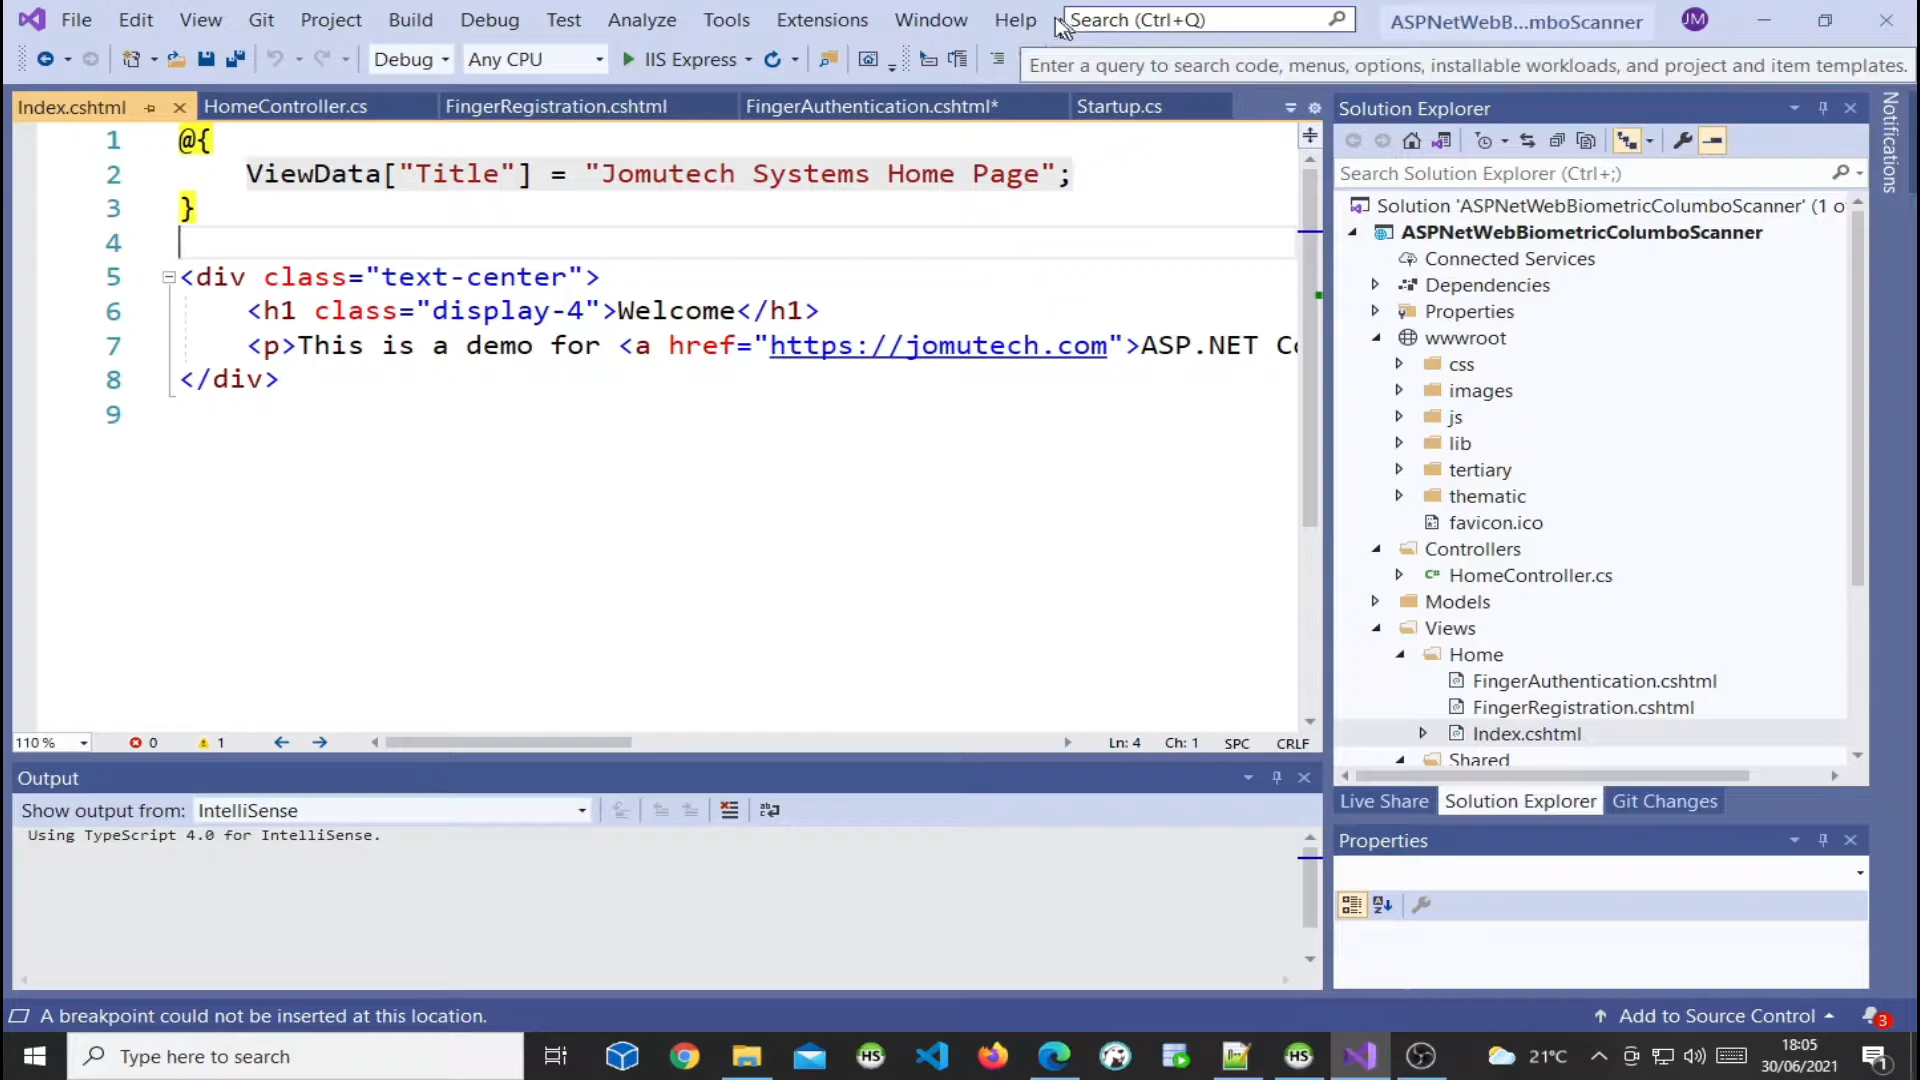 File Edit View Git Project Build Debug Test Analyze Tools Extensions Window Help Search (Ctrl+Q) ASPNetWebB...mboScanner JM
Debug Any CPU IIS Express
Enter a query to search code, menus, options, installable workloads, and project and item templates.
Index.cshtml HomeController.cs FingerRegistration.cshtml FingerAuthentication.cshtml* Startup.cs
1 @{
2 ViewData["Title"] = "Jomutech Systems Home Page";
3 }
4
5 <div class="text-center">
6 <h1 class="display-4">Welcome</h1>
7 <p>This is a demo for <a href="https://jomutech.com">ASP.NET Co
8 </div>
9
110 % 0 1 Ln: 4 Ch: 1 SPC CRLF
Output
Show output from: IntelliSense
Using TypeScript 4.0 for IntelliSense.
Solution Explorer
Search Solution Explorer (Ctrl+;)
Solution 'ASPNetWebBiometricColumboScanner' (1 o
ASPNetWebBiometricColumboScanner
Connected Services
Dependencies
Properties
wwwroot
css
images
js
lib
tertiary
thematic
favicon.ico
Controllers
C# HomeController.cs
Models
Views
Home
FingerAuthentication.cshtml
FingerRegistration.cshtml
Index.cshtml
Shared
Live Share Solution Explorer Git Changes
Properties
Notifications
A breakpoint could not be inserted at this location.
Add to Source Control 3
Type here to search
HS HS
21°C
18:05
30/06/2021
1